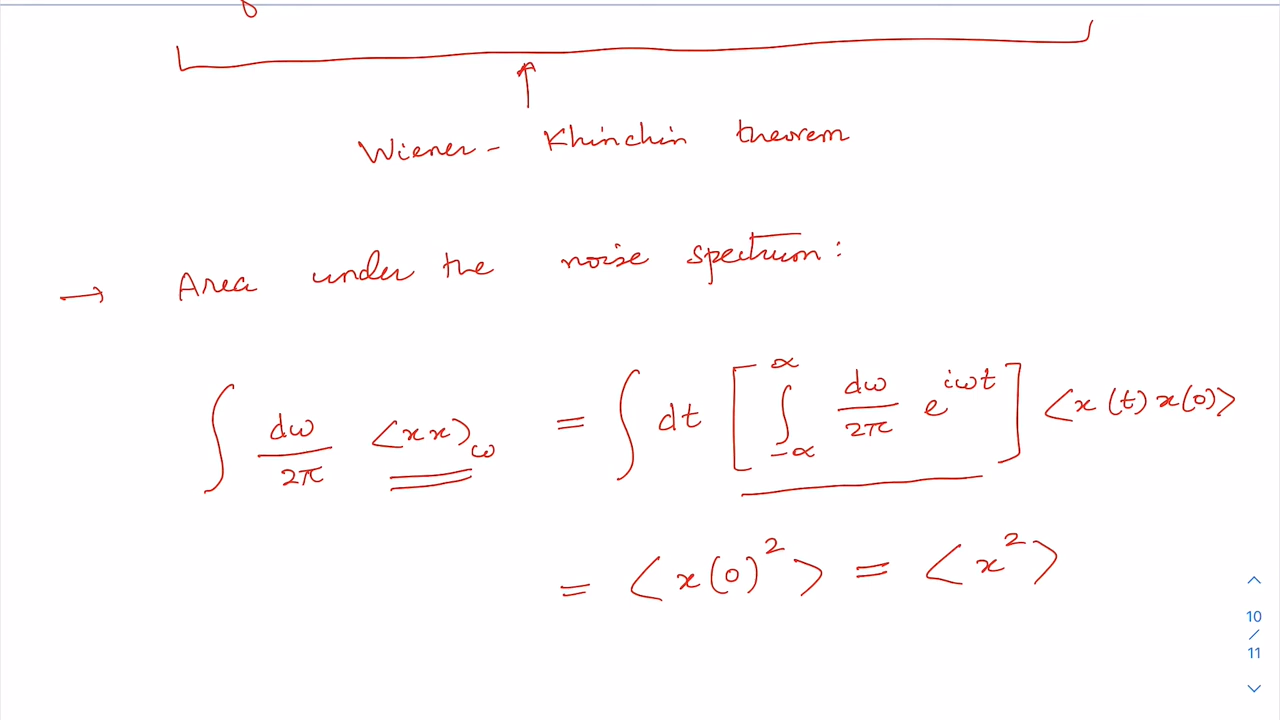 Wiener - Khinchin theorem
→ Area under the noise spectrum:
∫ dω/2π <xx>_ω = ∫ dt [ ∫_{-∞}^{∞} dω/2π e^{iωt} ] <x(t)x(0)>
= <x(0)^2> = <x^2>
10
/
11